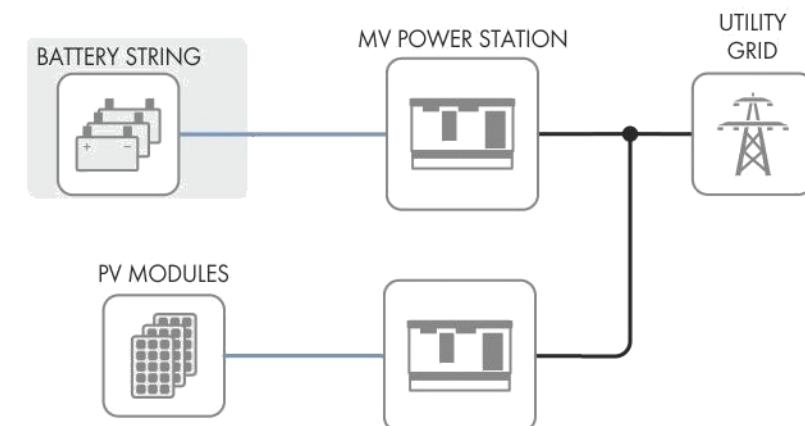 UTILITY
GRID
MV POWER STATION
BATTERY STRING
+ −
PV MODULES